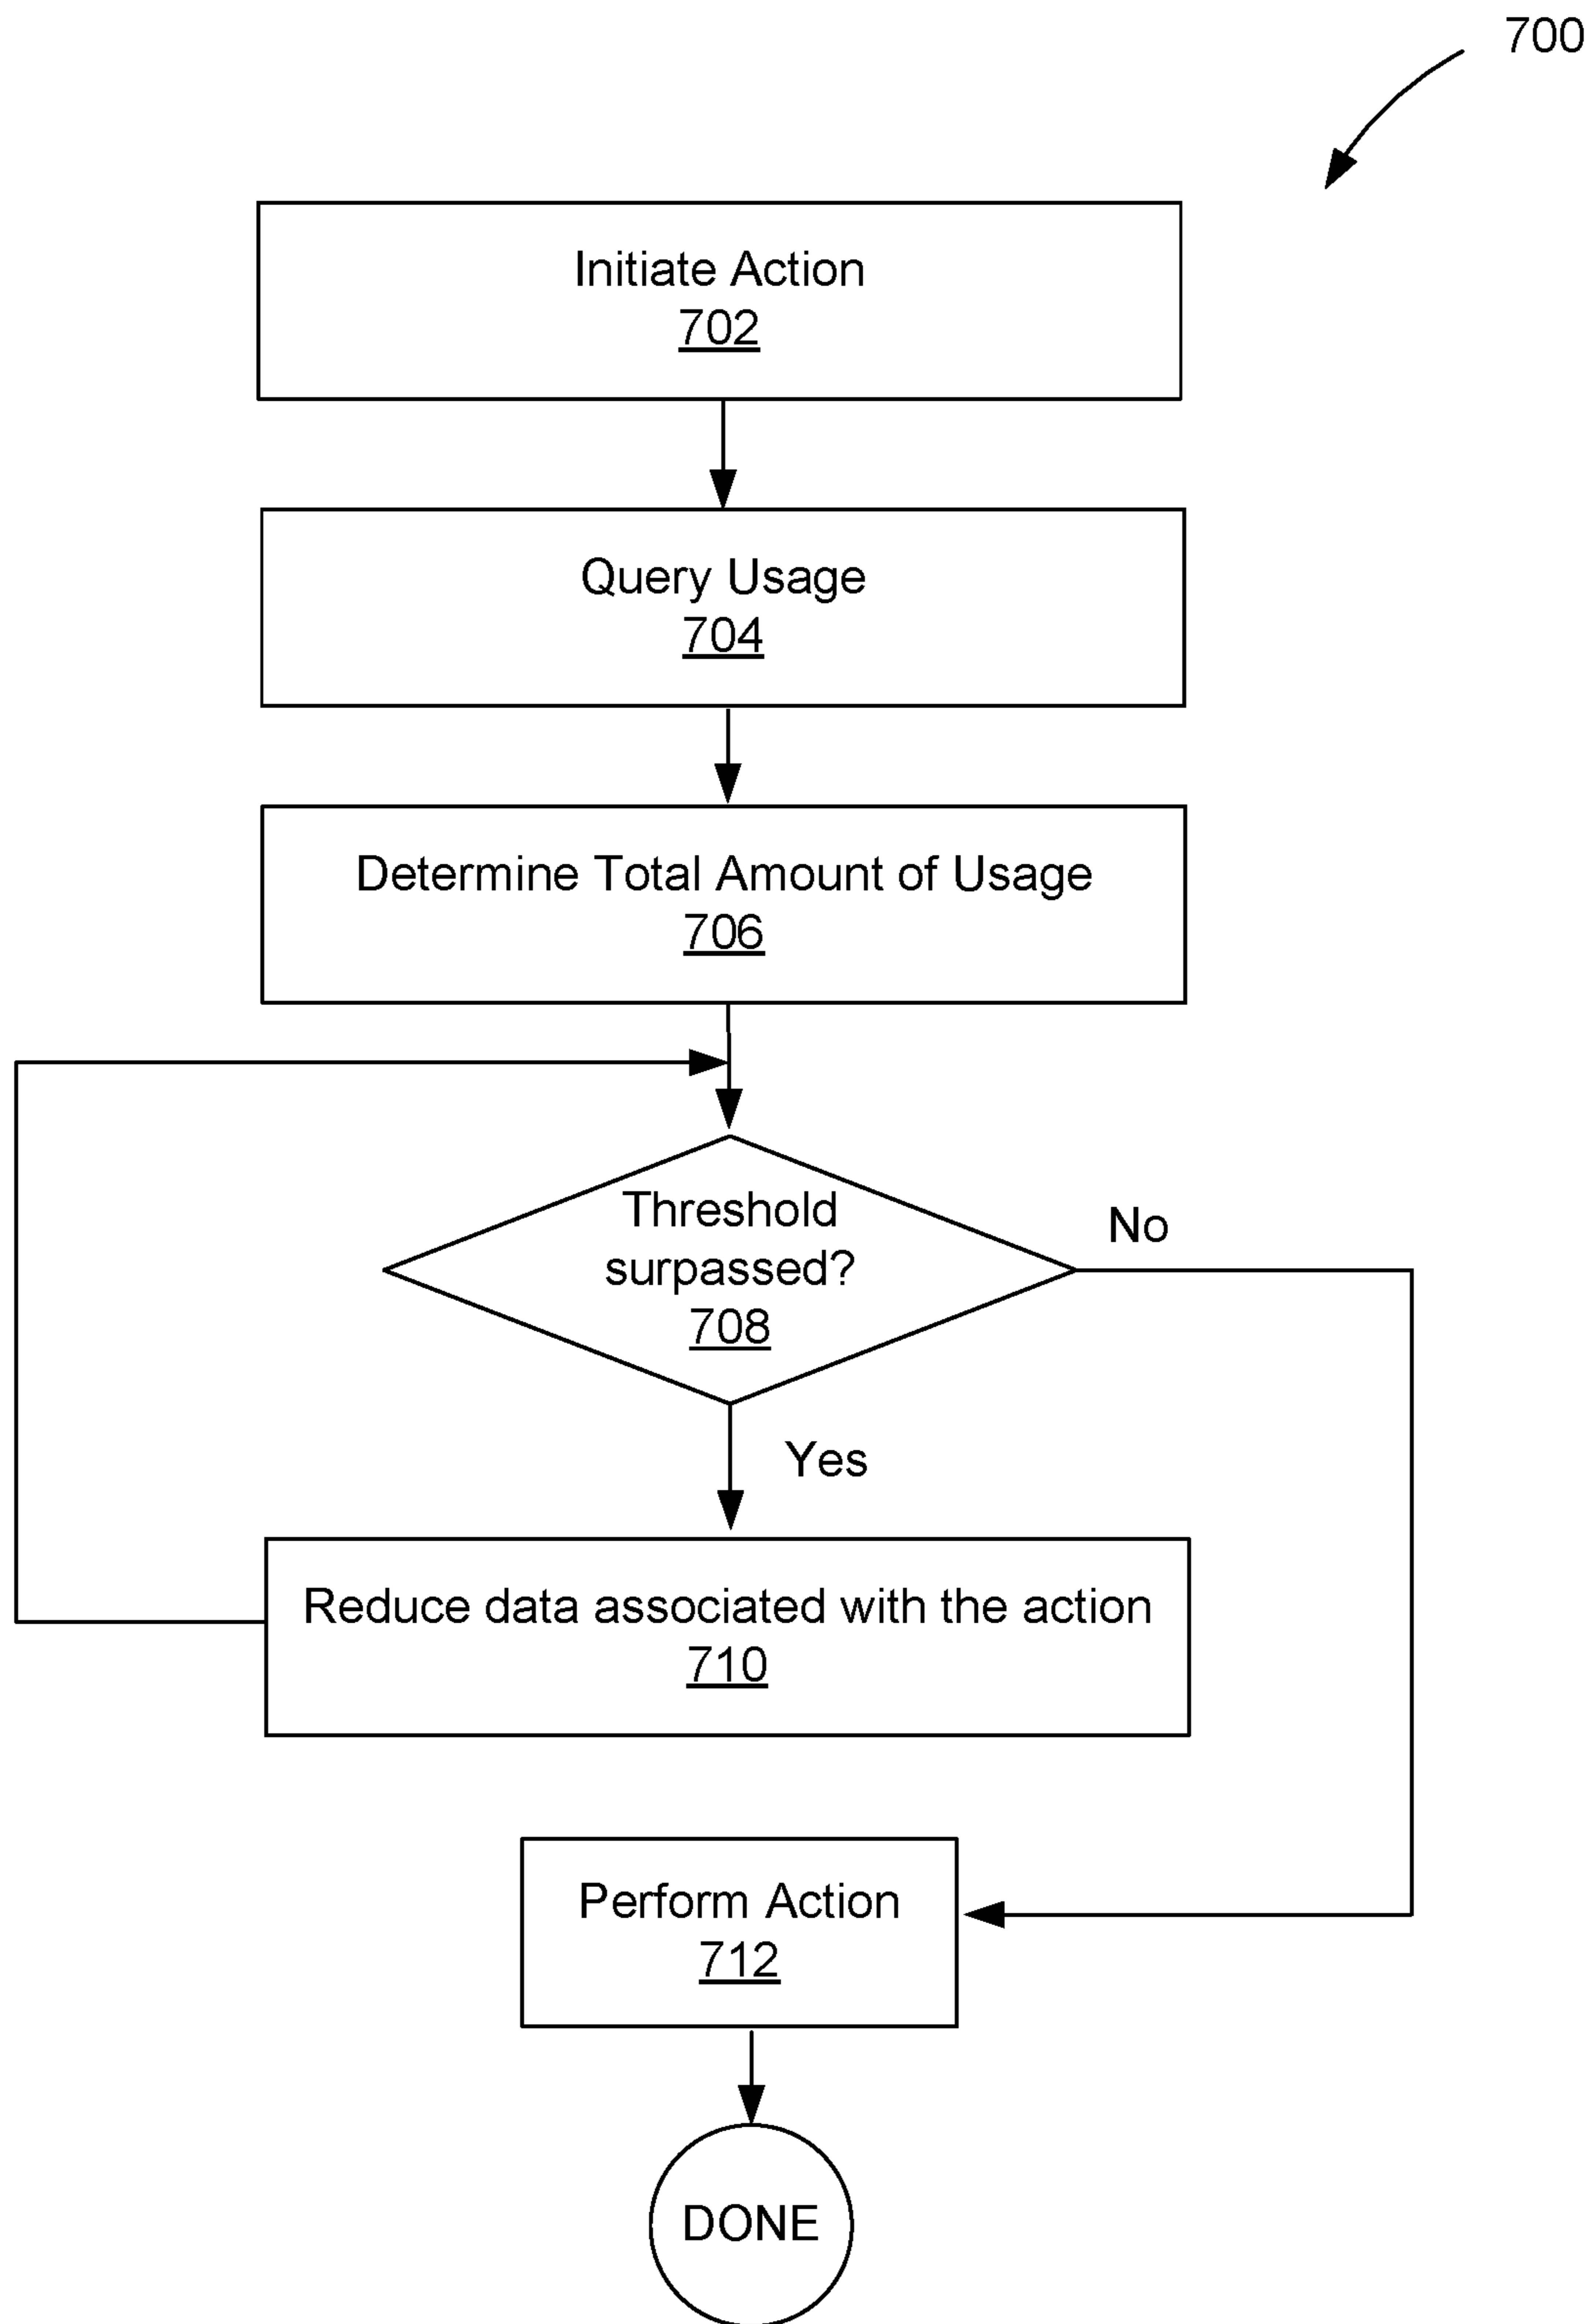 700
Initiate Action
702
Query Usage
704
Determine Total Amount of Usage
706
Threshold
surpassed?
708
No
Yes
Reduce data associated with the action
710
Perform Action
712
DONE